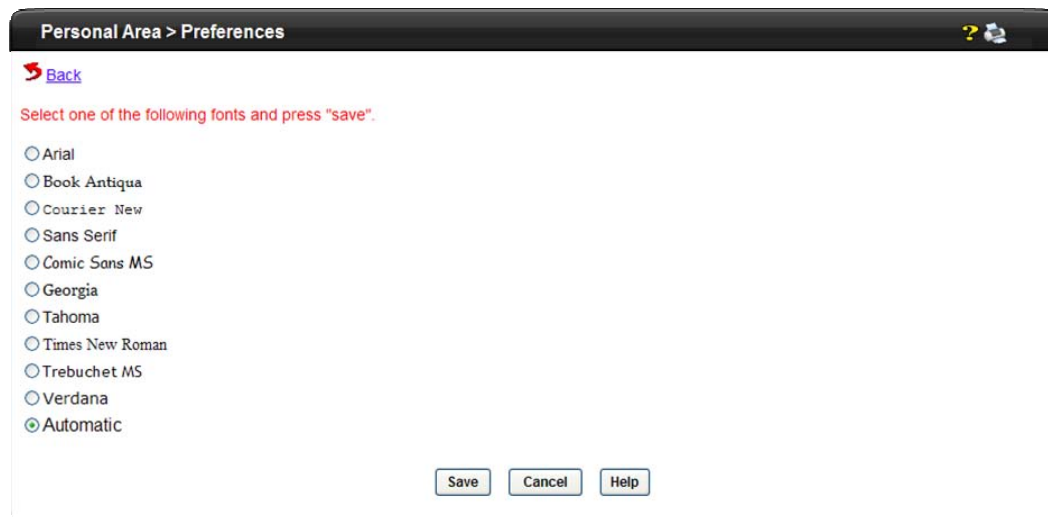 Personal Area > Preferences
Back
Select one of the following fonts and press "save".
Arial
Book Antiqua
Courier New
Sans Serif
Comic Sans MS
Georgia
Tahoma
Times New Roman
Trebuchet MS
Verdana
Automatic
Save Cancel Help